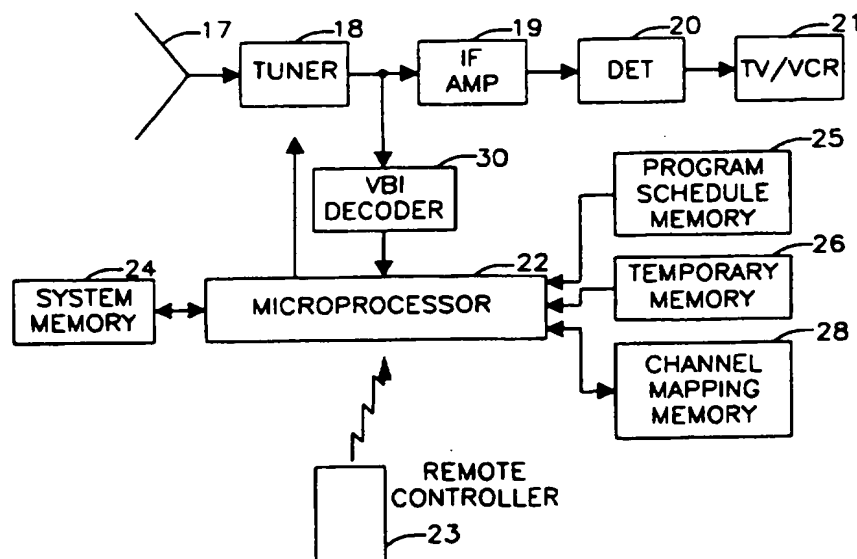 17
18
19
20
21
TUNER
IF
AMP
DET
TV/VCR
30
VBI
DECODER
25
PROGRAM
SCHEDULE
MEMORY
24
SYSTEM
MEMORY
22
MICROPROCESSOR
26
TEMPORARY
MEMORY
28
CHANNEL
MAPPING
MEMORY
REMOTE
CONTROLLER
23